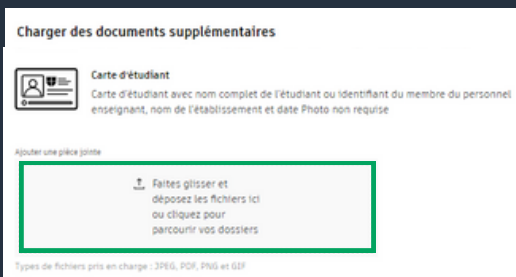 Charger des documents supplémentaires
Carte d'étudiant
Carte d'étudiant avec nom complet de l'étudiant ou identifiant du membre du personnel
enseignant, nom de l'établissement et date Photo non requise
Ajouter une pièce jointe
Faites glisser et
déposez les fichiers ici
ou cliquez pour
parcourir vos dossiers
Types de fichiers pris en charge : JPEG, PDF, PNG et GIF